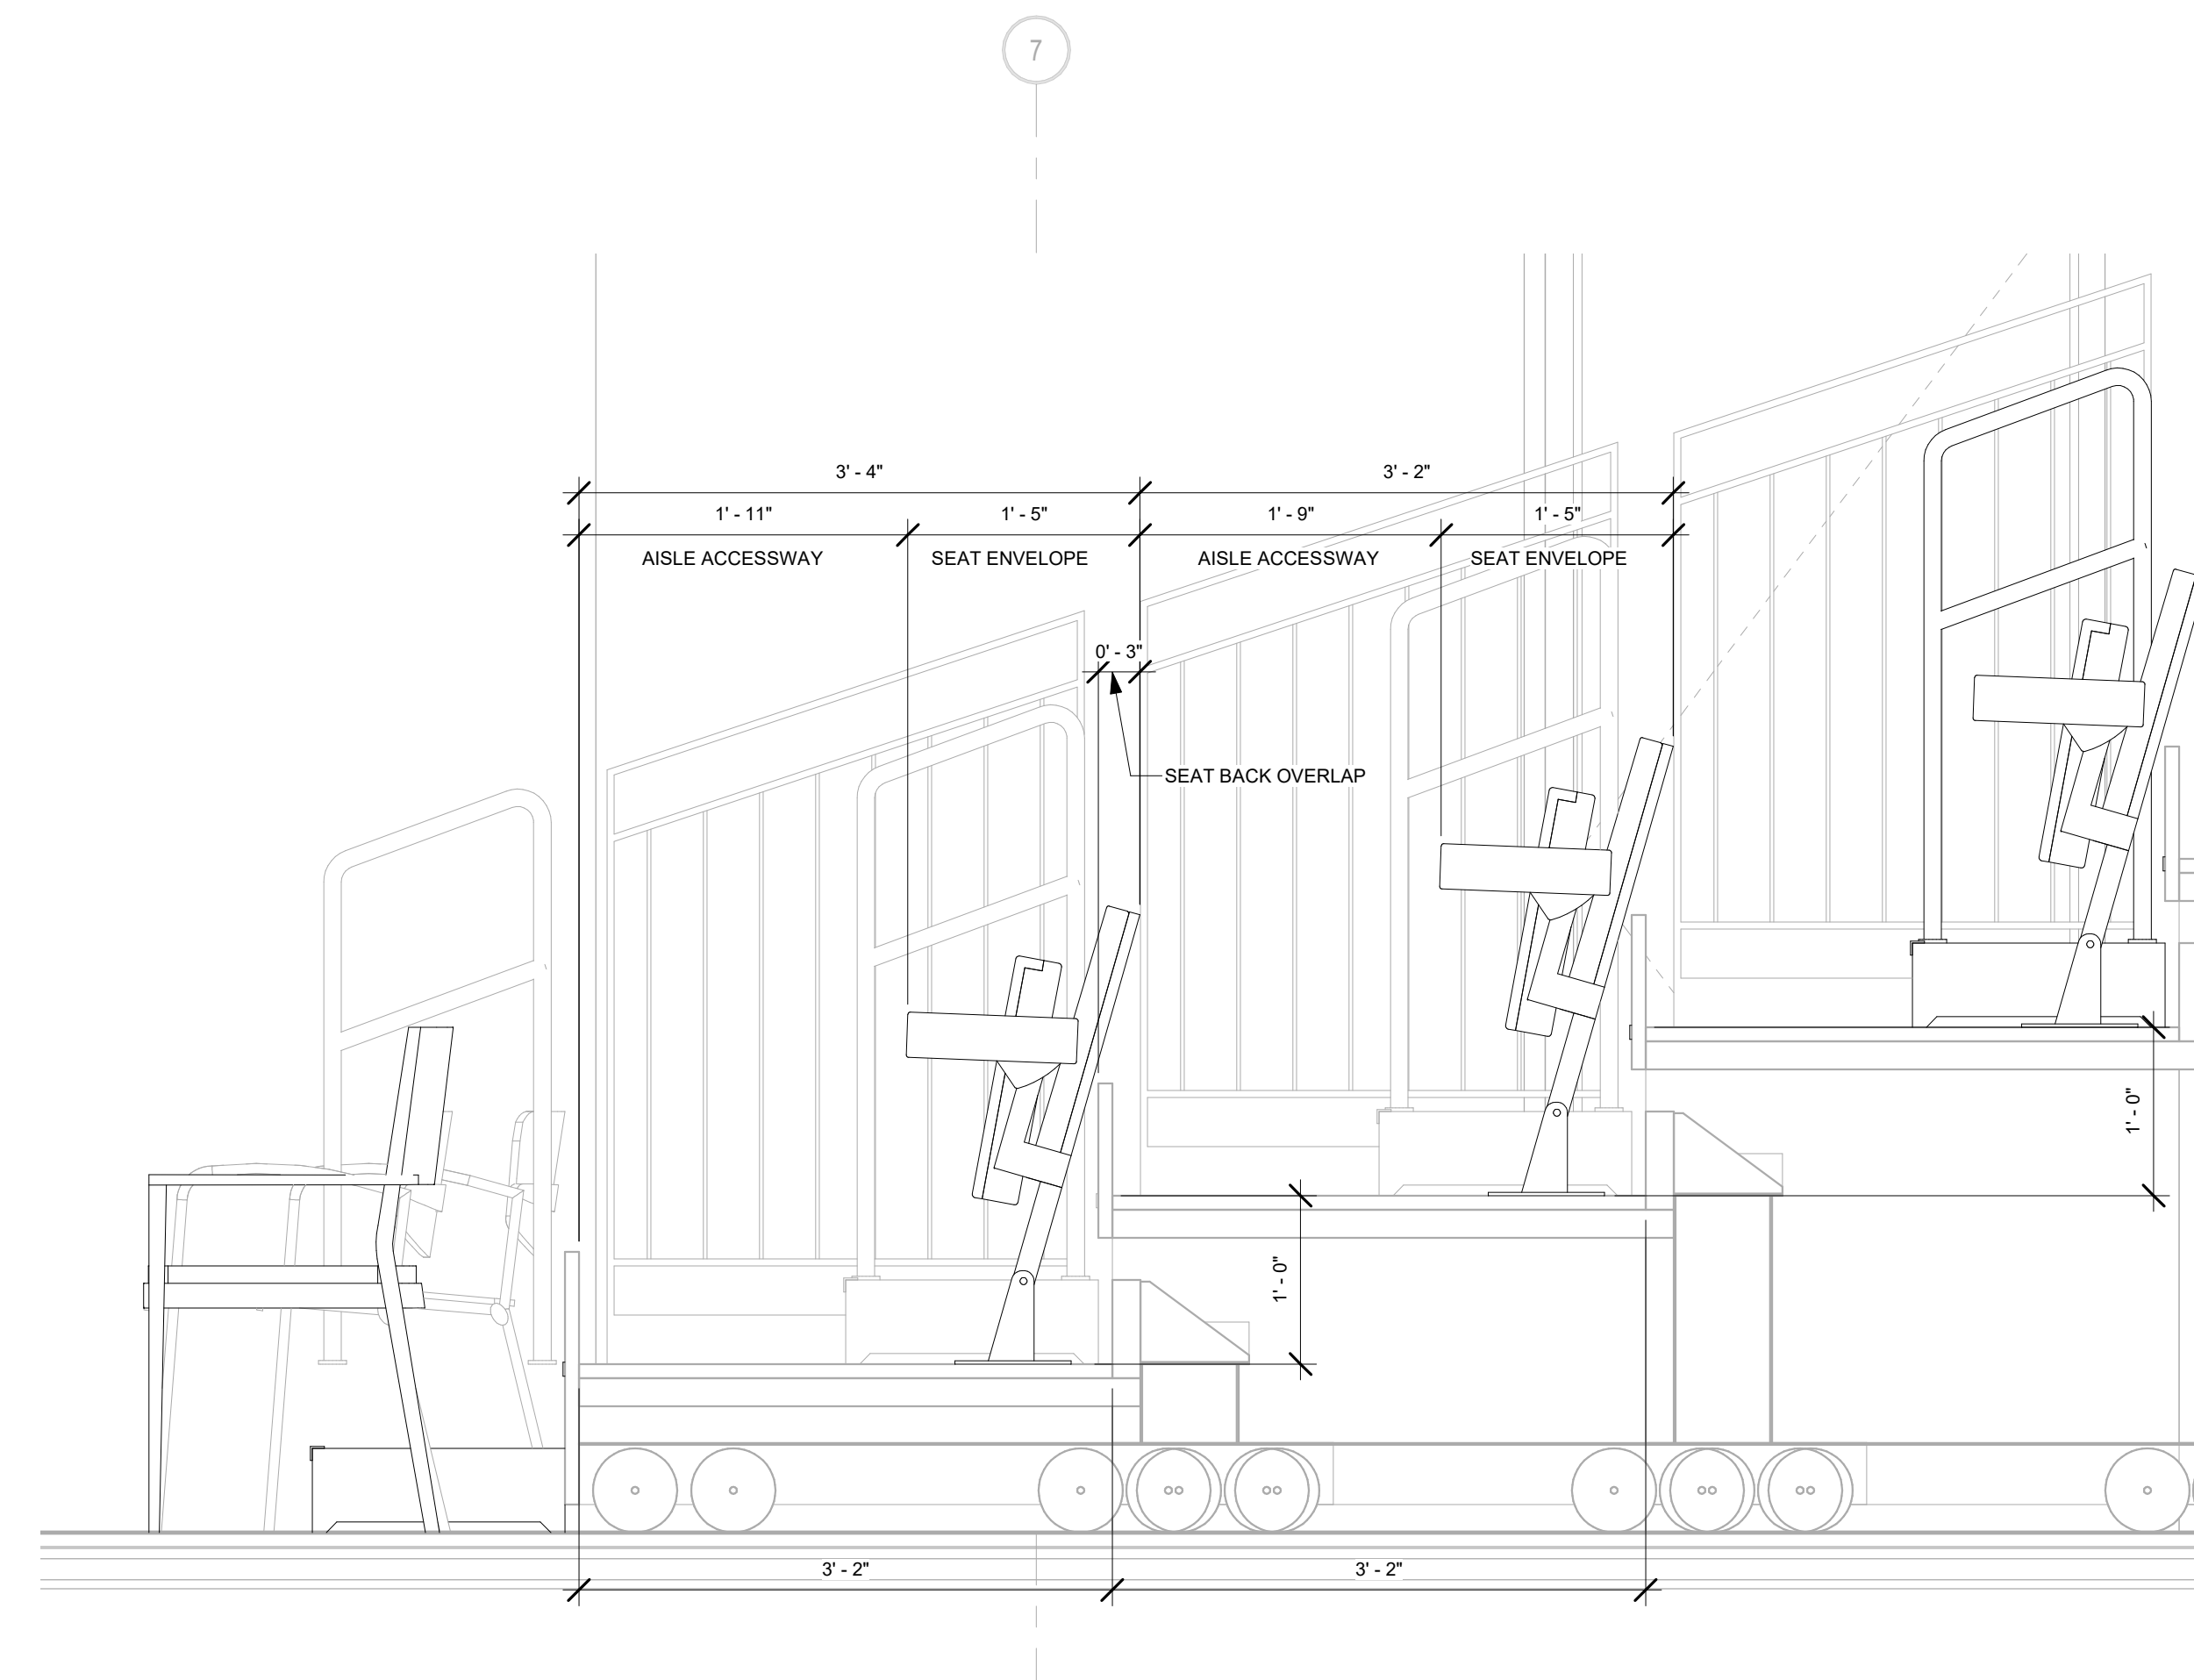 7
3' - 4"
3' - 2"
1' - 11"
1' - 5"
1' - 9"
1' - 5"
AISLE ACCESSWAY
SEAT ENVELOPE
AISLE ACCESSWAY
SEAT ENVELOPE
0' - 3"
SEAT BACK OVERLAP
1' - 0"
1' - 0"
3' - 2"
3' - 2"